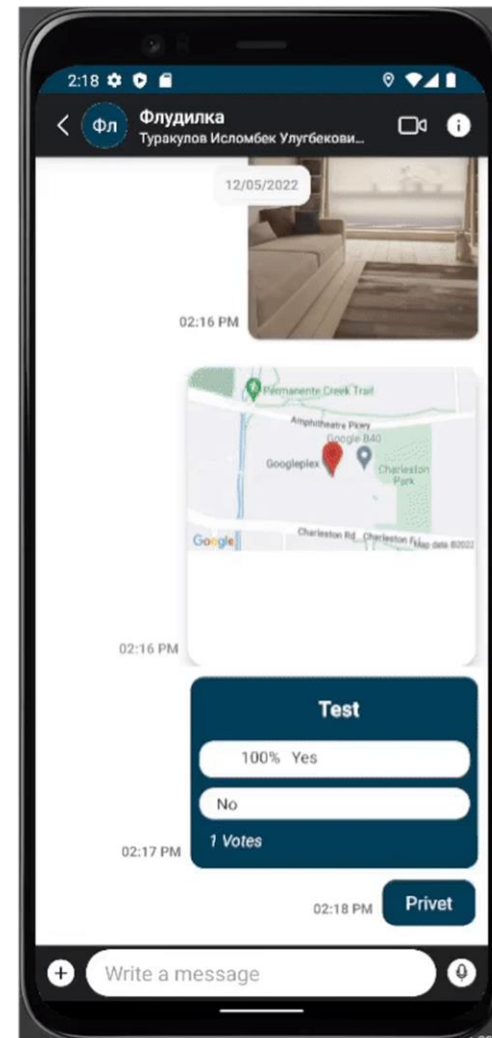 2:18
Фл
Флудилка
Туракулов Исломбек Улугбекови...
12/05/2022
02:16 PM
Permanente Creek Trail
Amphitheatre Pkwy
Google B40
Googleplex
Charleston
Park
Charleston Rd
Charleston
Google
Map data ©2022
02:16 PM
Test
100% Yes
No
1 Votes
02:17 PM
Privet
02:18 PM
Write a message